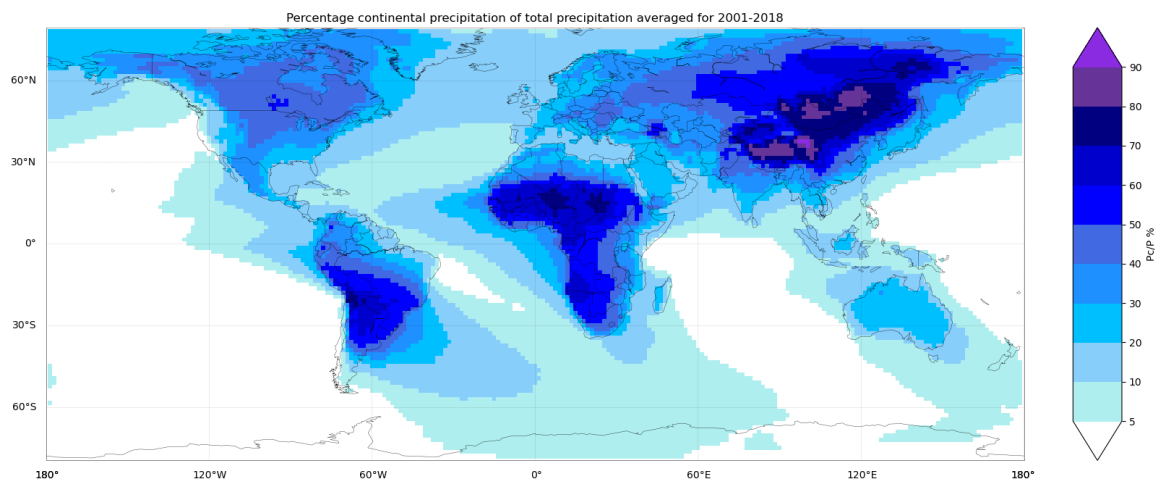 Percentage continental precipitation of total precipitation averaged for 2001-2018
60°N
30°N
0°
30°S
60°S
180°
120°W
60°W
0°
60°E
120°E
180°
90
80
70
60
50
40
30
20
10
5
Pc/P %